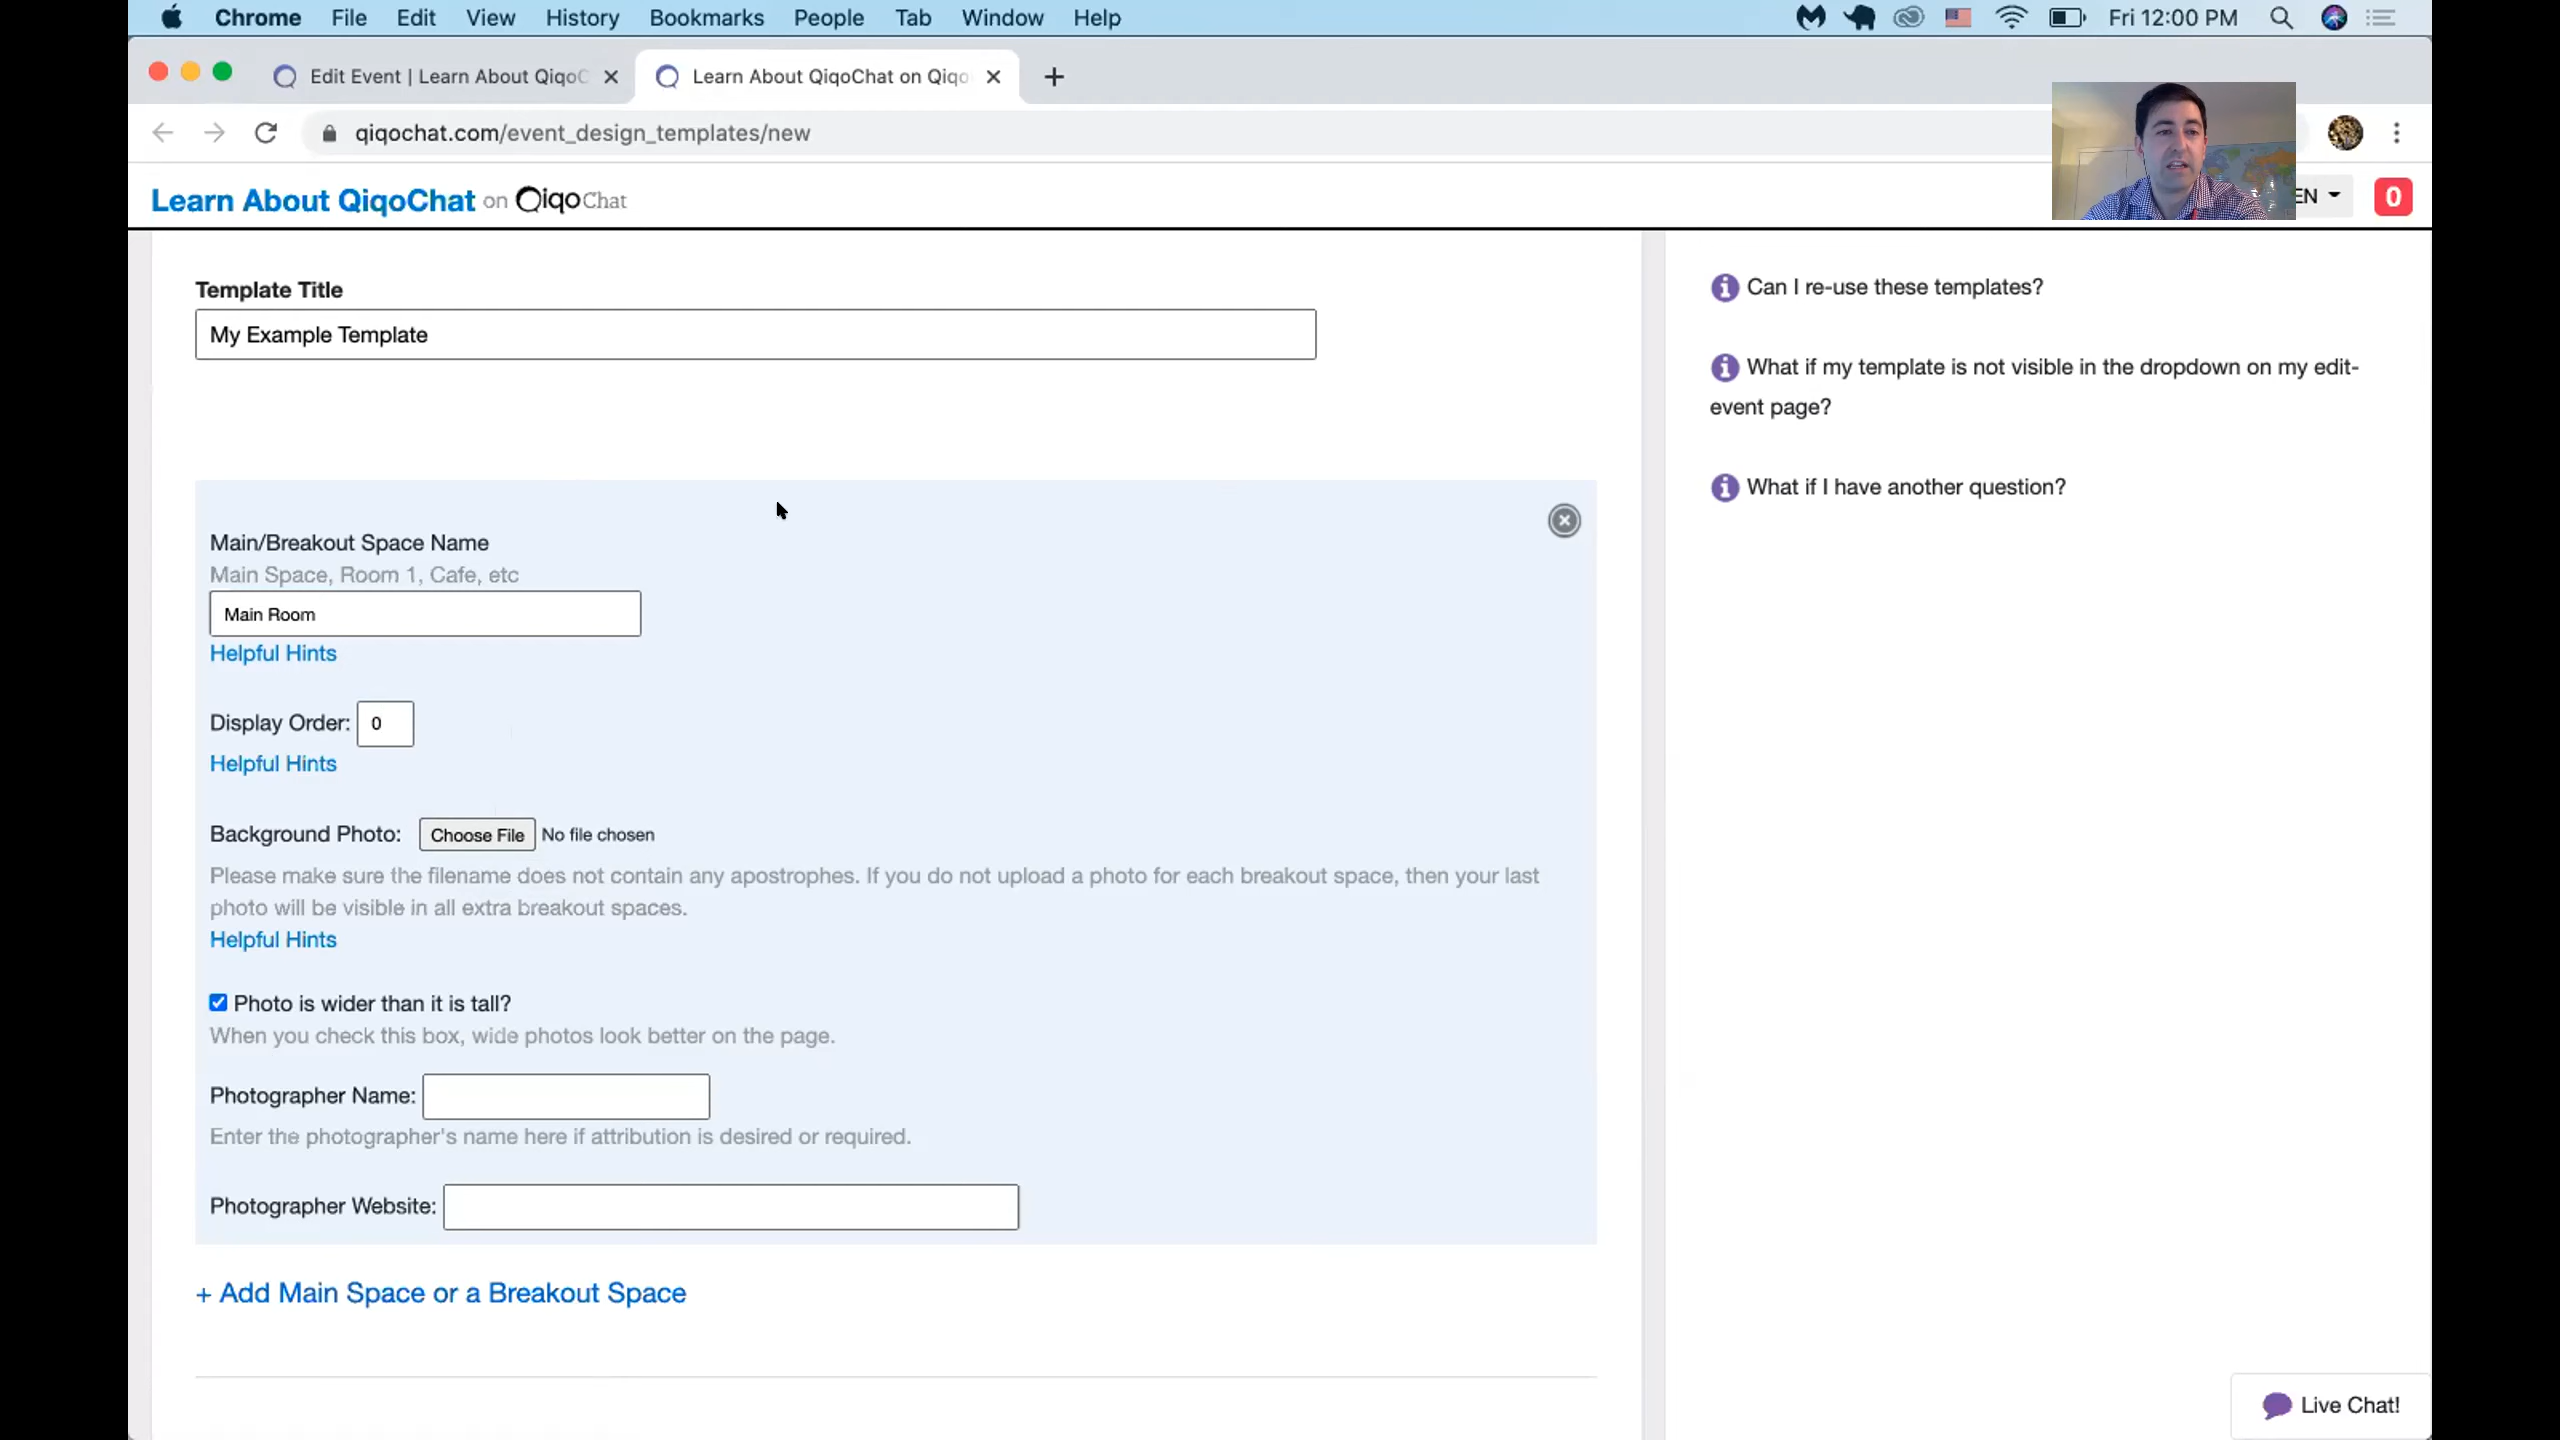 Chrome File Edit View History Bookmarks People Tab Window Help Fri 12:00 PM
Edit Event | Learn About Qiqo
Learn About QiqoChat on Qiqo
qiqochat.com/event_design_templates/new
Learn About QiqoChat on QiqoChat
EN
0
Template Title
My Example Template
Main/Breakout Space Name
Main Space, Room 1, Cafe, etc
Main Room
Helpful Hints
Display Order: 0
Helpful Hints
Background Photo: Choose File No file chosen
Please make sure the filename does not contain any apostrophes. If you do not upload a photo for each breakout space, then your last
photo will be visible in all extra breakout spaces.
Helpful Hints
Photo is wider than it is tall?
When you check this box, wide photos look better on the page.
Photographer Name:
Enter the photographer's name here if attribution is desired or required.
Photographer Website:
+ Add Main Space or a Breakout Space
Can I re-use these templates?
What if my template is not visible in the dropdown on my edit-
event page?
What if I have another question?
Live Chat!